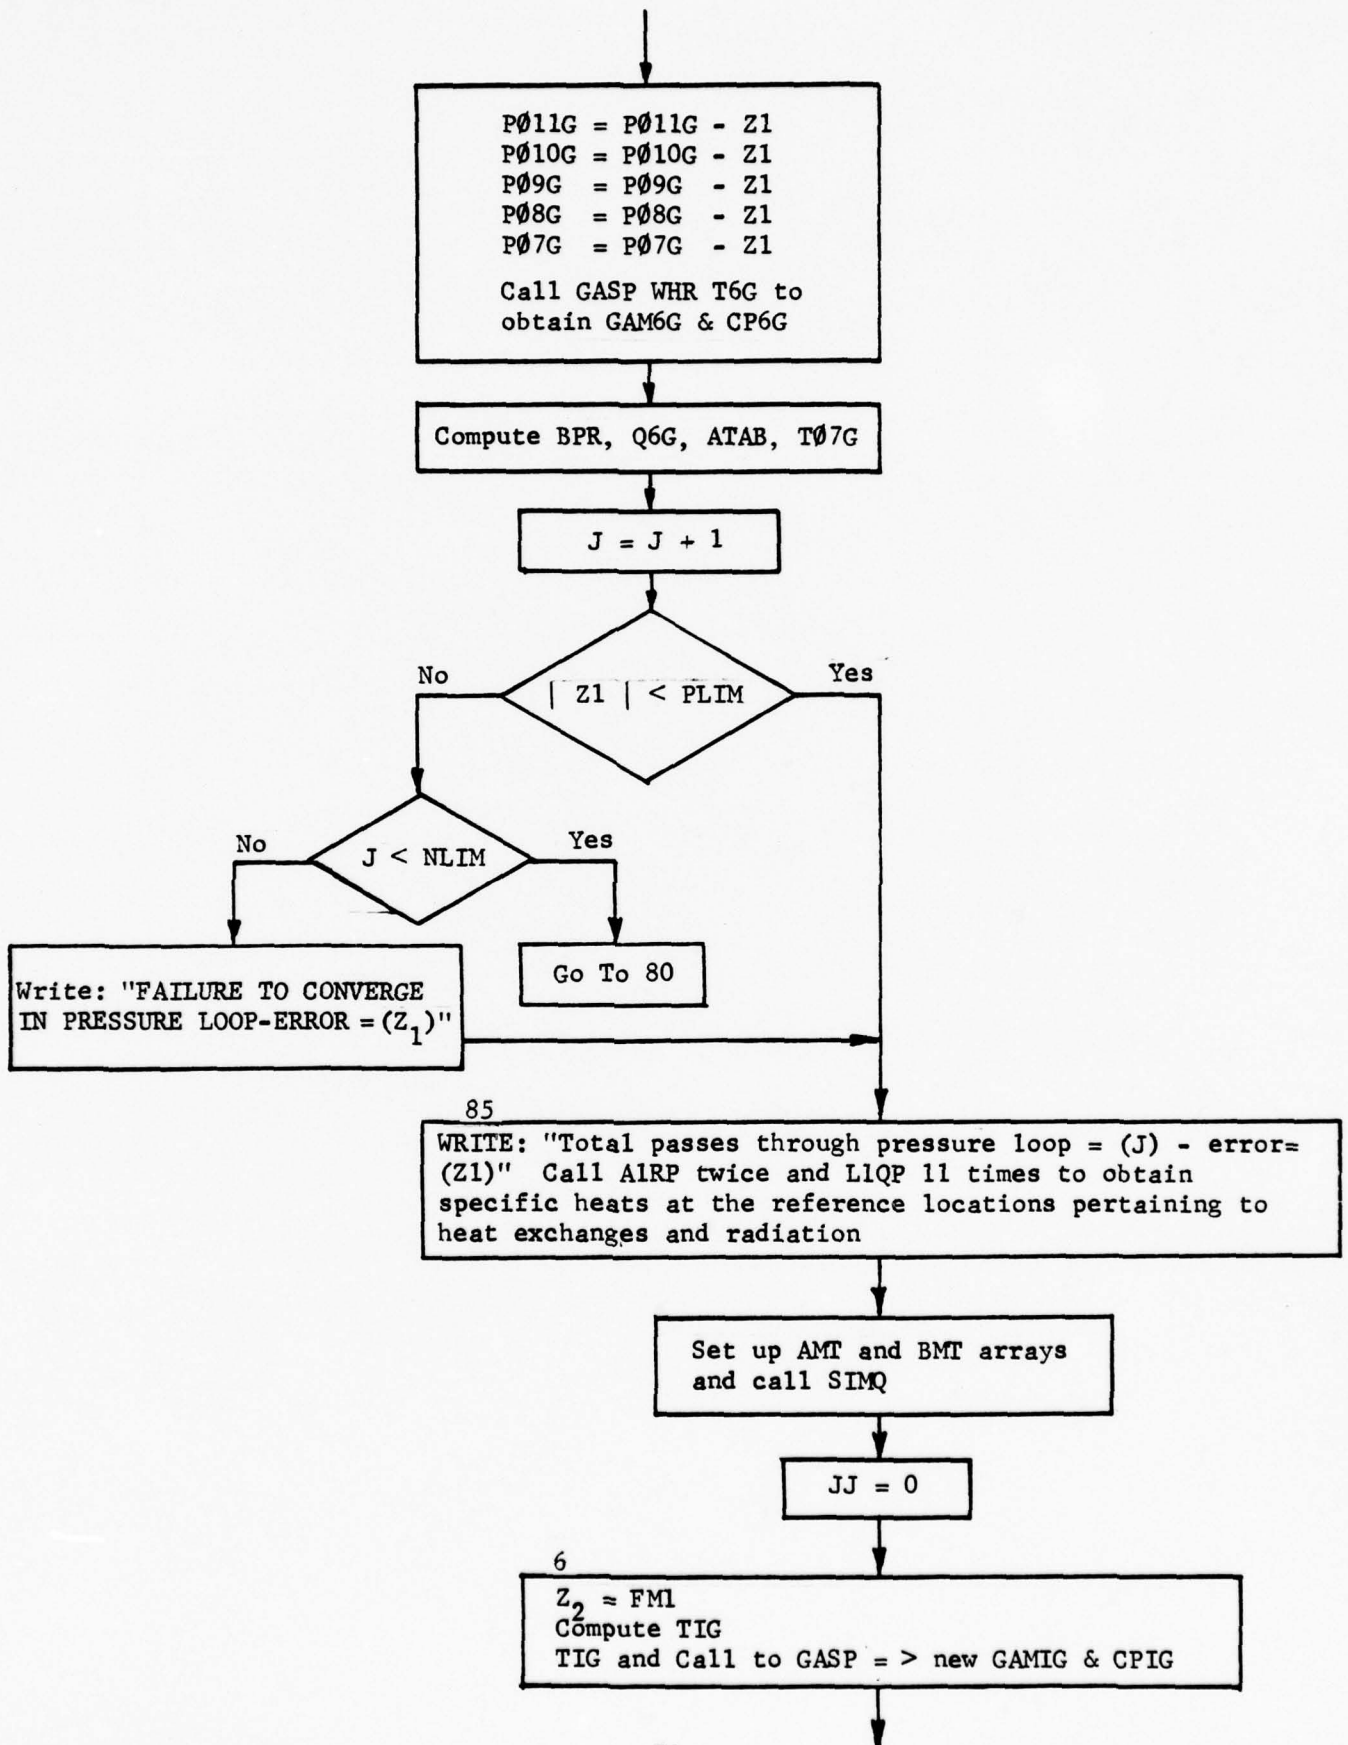 PØ11G = PØ11G - Z1
PØ10G = PØ10G - Z1
PØ9G = PØ9G - Z1
PØ8G = PØ8G - Z1
PØ7G = PØ7G - Z1
Call GASP WHR T6G to
obtain GAM6G & CP6G
Compute BPR, Q6G, ATAB, TØ7G
J = J + 1
No
| Z1 | < PLIM
Yes
No
J < NLIM
Yes
Write: "FAILURE TO CONVERGE
IN PRESSURE LOOP-ERROR = (Z₁)"
Go To 80
85
WRITE: "Total passes through pressure loop = (J) - error=
(Z1)" Call A1RP twice and L1QP 11 times to obtain
specific heats at the reference locations pertaining to
heat exchanges and radiation
Set up AMT and BMT arrays
and call SIMQ
JJ = 0
6
Z₂ = FM1
Compute TIG
TIG and Call to GASP = > new GAMIG & CPIG